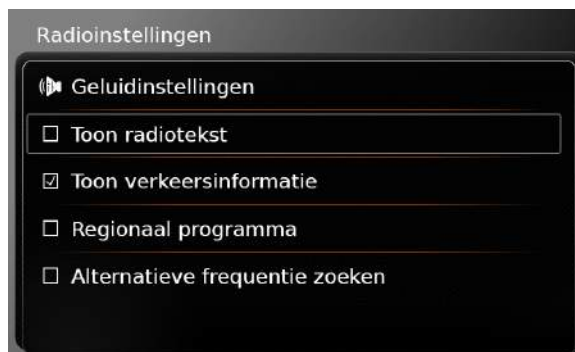 Radioinstellingen
Geluidinstellingen
Toon radiotekst
Toon verkeersinformatie
Regionaal programma
Alternatieve frequentie zoeken